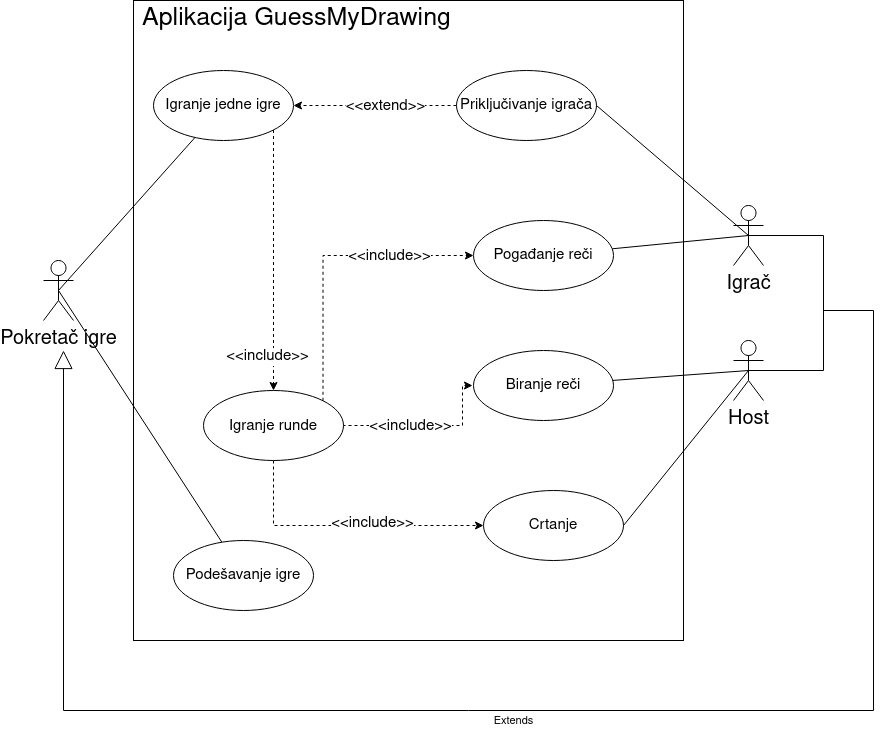 Aplikacija GuessMyDrawing
Igranje jedne igre
<<extend>>
Priključivanje igrača
<<include>>
Pogađanje reči
Igrač
Pokretač igre
<<include>>
Biranje reči
Host
Igranje runde
<<include>>
<<include>>
Crtanje
Podešavanje igre
Extends